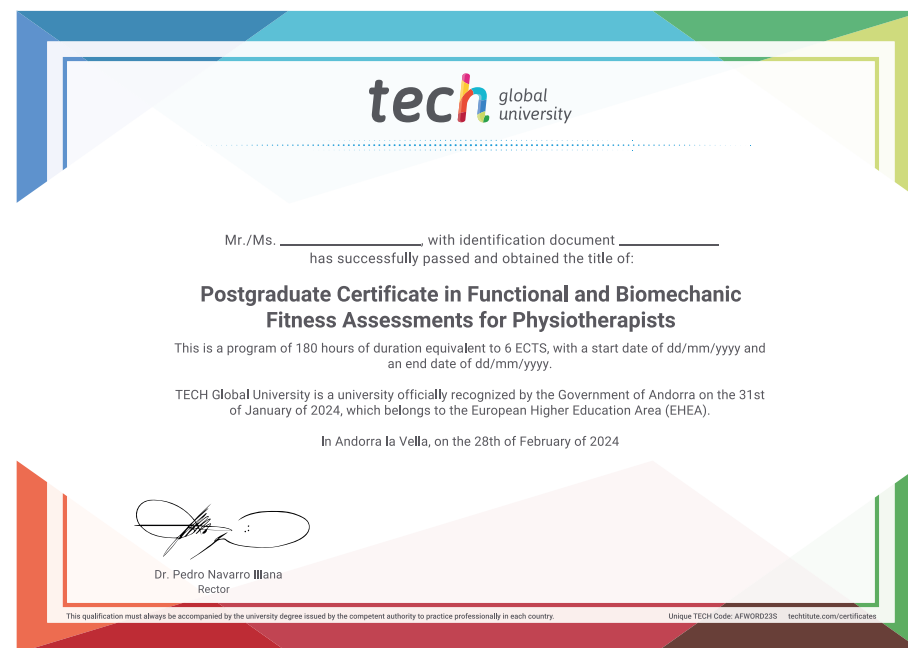 tech global university
Mr./Ms. ____________________, with identification document ______________
has successfully passed and obtained the title of:
Postgraduate Certificate in Functional and Biomechanic
Fitness Assessments for Physiotherapists
This is a program of 180 hours of duration equivalent to 6 ECTS, with a start date of dd/mm/yyyy and
an end date of dd/mm/yyyy.
TECH Global University is a university officially recognized by the Government of Andorra on the 31st
of January of 2024, which belongs to the European Higher Education Area (EHEA).
In Andorra la Vella, on the 28th of February of 2024
Dr. Pedro Navarro Illana
Rector
This qualification must always be accompanied by the university degree issued by the competent authority to practice professionally in each country.
Unique TECH Code: AFWORD23S techtitute.com/certificates